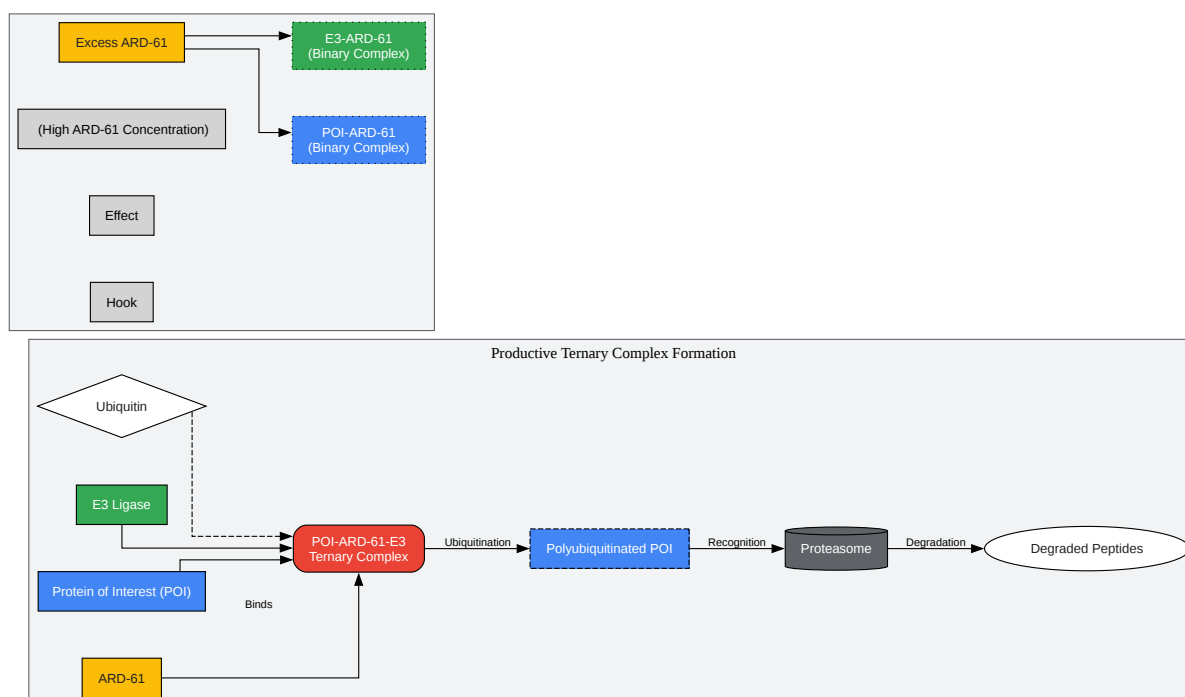 Excess ARD-61
E3-ARD-61
(Binary Complex)
(High ARD-61 Concentration)
POI-ARD-61
(Binary Complex)
Effect
Hook
Productive Ternary Complex Formation
Ubiquitin
E3 Ligase
POI-ARD-61-E3
Ternary Complex
Ubiquitination
Polyubiquitinated POI
Recognition
Proteasome
Degradation
Degraded Peptides
Protein of Interest (POI)
Binds
ARD-61